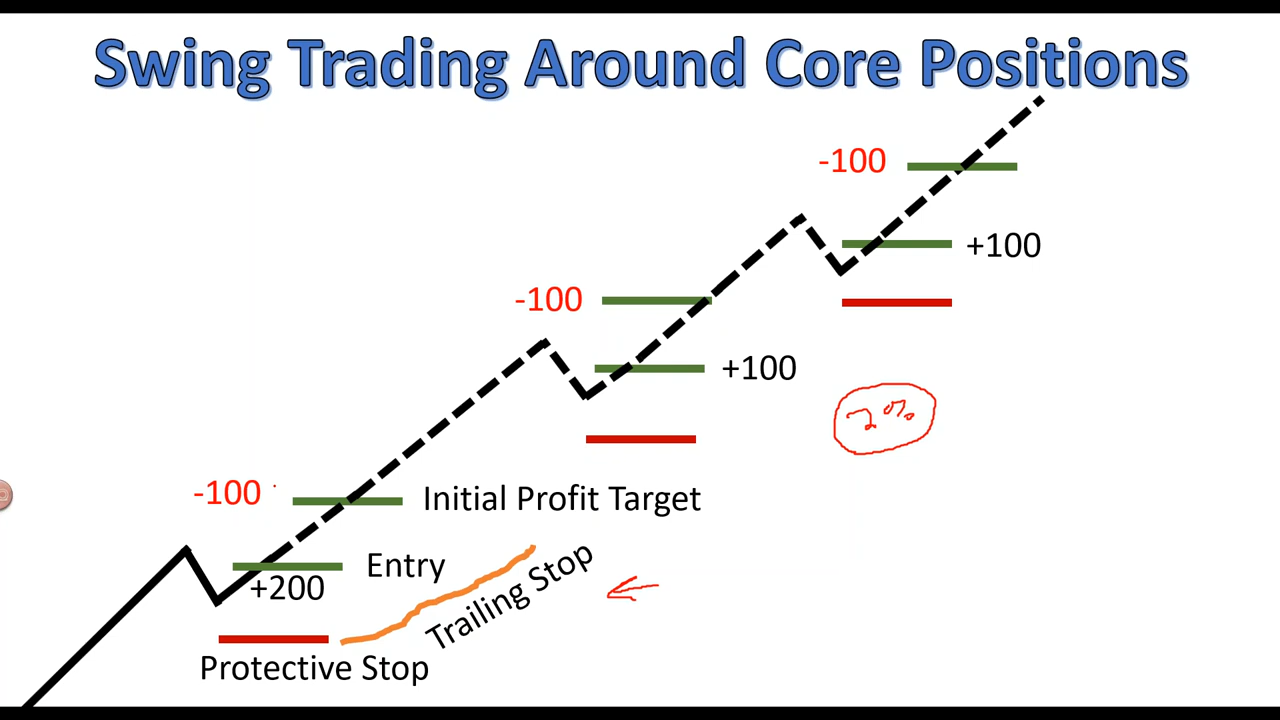 Swing Trading Around Core Positions
-100
+100
-100
+100
2%
-100
Initial Profit Target
Entry
+200
Trailing Stop
Protective Stop